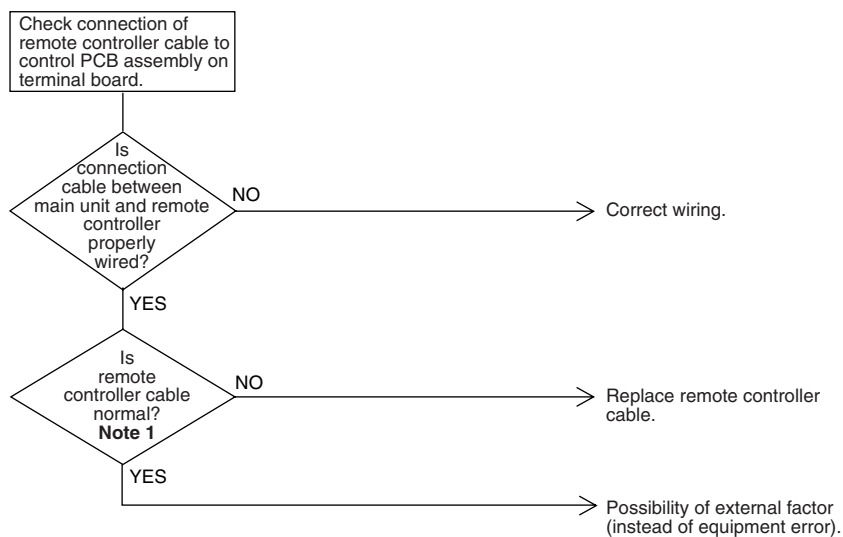 Check connection of
remote controller cable to
control PCB assembly on
terminal board.
Is
connection
cable between
main unit and remote
controller
properly
wired?
NO
Correct wiring.
YES
Is
remote
controller cable
normal?
Note 1
NO
Replace remote controller
cable.
YES
Possibility of external factor
(instead of equipment error).